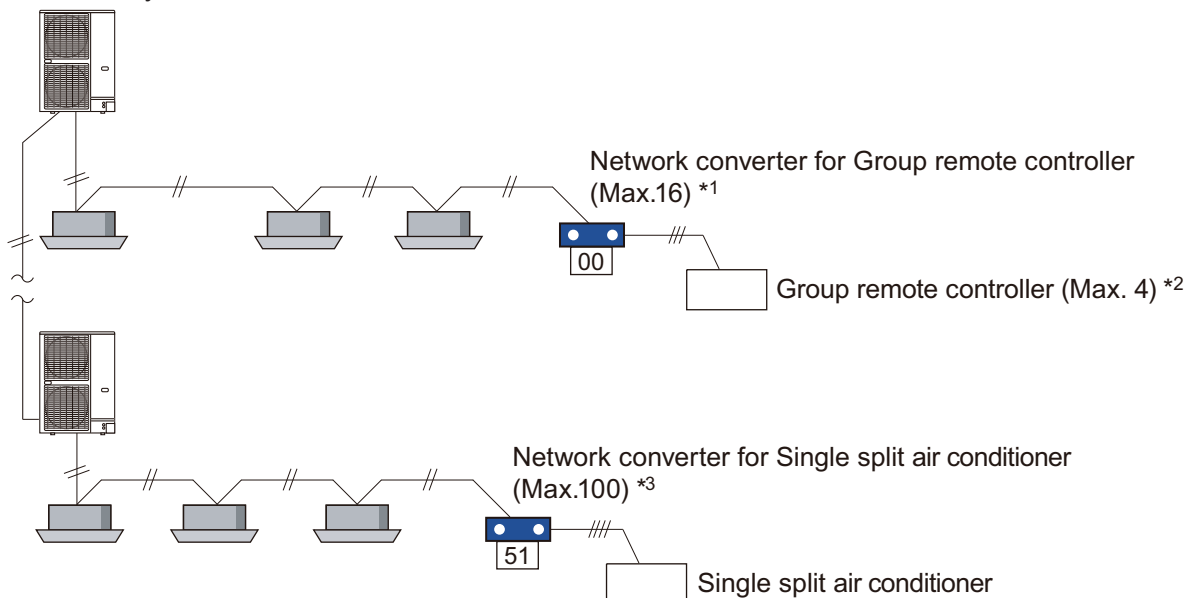 Network converter for Group remote controller
(Max.16) *1
00
Group remote controller (Max. 4) *2
Network converter for Single split air conditioner
(Max.100) *3
51
Single split air conditioner